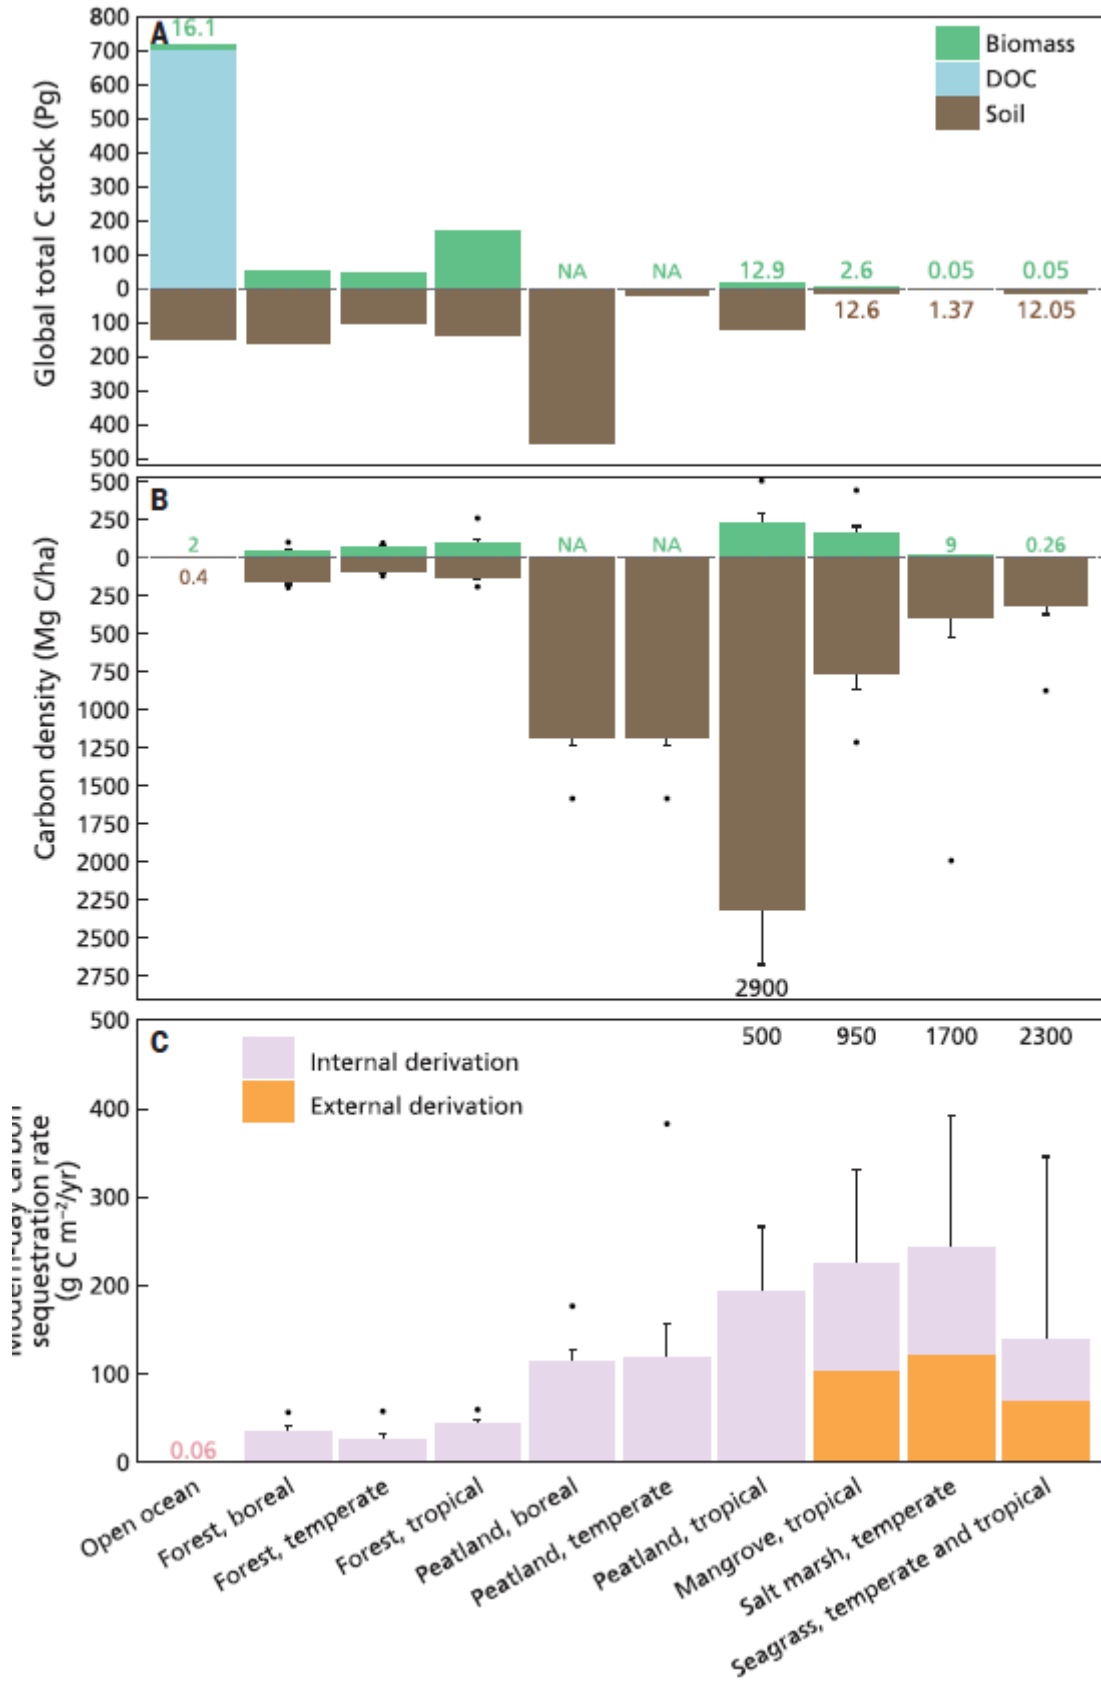 A
16.1
Biomass
DOC
Soil
Global total C stock (Pg)
800
700
600
500
400
300
200
100
0
100
200
300
400
500
NA
NA
12.9
2.6
0.05
0.05
12.6
1.37
12.05
B
Carbon density (Mg C/ha)
500
250
0
250
500
750
1000
1250
1500
1750
2000
2250
2500
2750
2
0.4
NA
NA
9
0.26
2900
C
Internal derivation
External derivation
500
950
1700
2300
Modern-day carbon
sequestration rate
(g C m⁻²/yr)
500
400
300
200
100
0
0.06
Open ocean
Forest, boreal
Forest, temperate
Forest, tropical
Peatland, boreal
Peatland, temperate
Peatland, tropical
Mangrove, tropical
Salt marsh, temperate
Seagrass, temperate and tropical